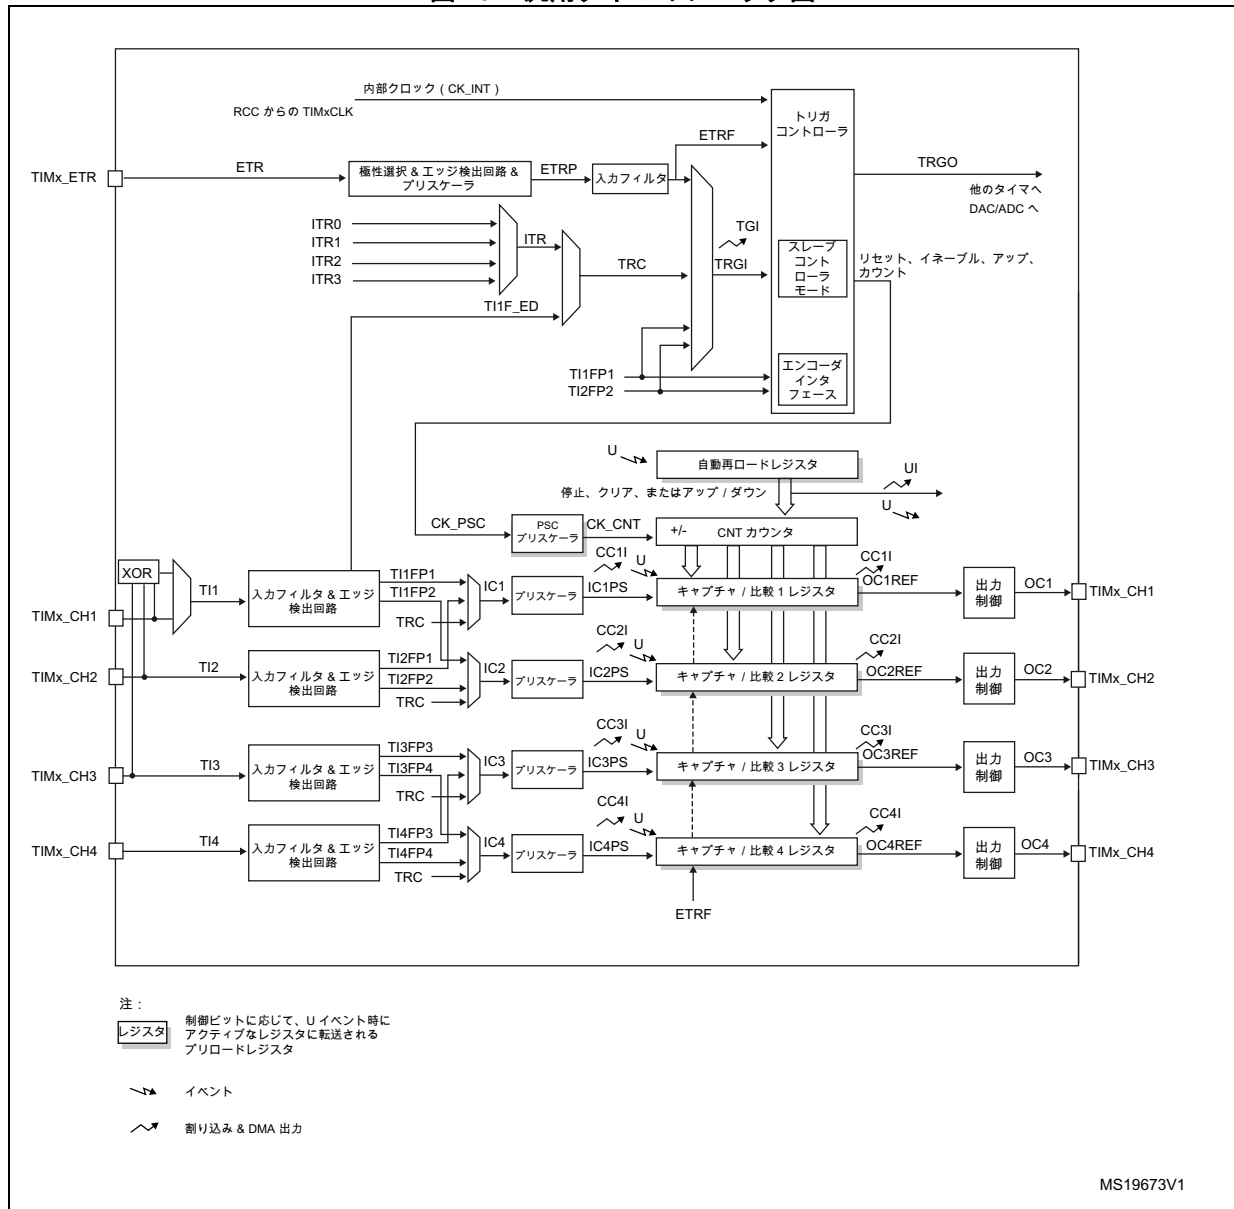 内部クロック ( CK_INT )
RCC からの TIMxCLK
トリガ
コントローラ
ETRF
TRGO
他のタイマへ
DAC/ADC へ
TIMx_ETR
ETR
極性選択 & エッジ検出回路 &
プリスケーラ
ETRP
入力フィルタ
ITR0
ITR1
ITR2
ITR3
ITR
TRC
TI1F_ED
TGI
TRGI
スレーブ
コント
ローラ
モード
リセット、イネーブル、アップ、
カウント
TI1FP1
TI2FP2
エンコーダ
インタ
フェース
U
自動再ロードレジスタ
UI
停止、クリア、またはアップ / ダウン
U
CK_PSC
PSC
プリスケーラ
CK_CNT
+/-
CNT カウンタ
XOR
TIMx_CH1
TI1
入力フィルタ & エッジ
検出回路
TI1FP1
TI1FP2
TRC
IC1
プリスケーラ
IC1PS
CC1I
U
キャプチャ / 比較 1 レジスタ
CC1I
OC1REF
出力
制御
OC1
TIMx_CH1
TIMx_CH2
TI2
入力フィルタ & エッジ
検出回路
TI2FP1
TI2FP2
TRC
IC2
プリスケーラ
IC2PS
CC2I
U
キャプチャ / 比較 2 レジスタ
CC2I
OC2REF
出力
制御
OC2
TIMx_CH2
TIMx_CH3
TI3
入力フィルタ & エッジ
検出回路
TI3FP3
TI3FP4
TRC
IC3
プリスケーラ
IC3PS
CC3I
U
キャプチャ / 比較 3 レジスタ
CC3I
OC3REF
出力
制御
OC3
TIMx_CH3
TIMx_CH4
TI4
入力フィルタ & エッジ
検出回路
TI4FP3
TI4FP4
TRC
IC4
プリスケーラ
IC4PS
CC4I
U
キャプチャ / 比較 4 レジスタ
CC4I
OC4REF
出力
制御
OC4
TIMx_CH4
ETRF
注 :
レジスタ
制御ビットに応じて、U イベント時に
アクティブなレジスタに転送される
プリロードレジスタ
イベント
割り込み & DMA 出力
MS19673V1